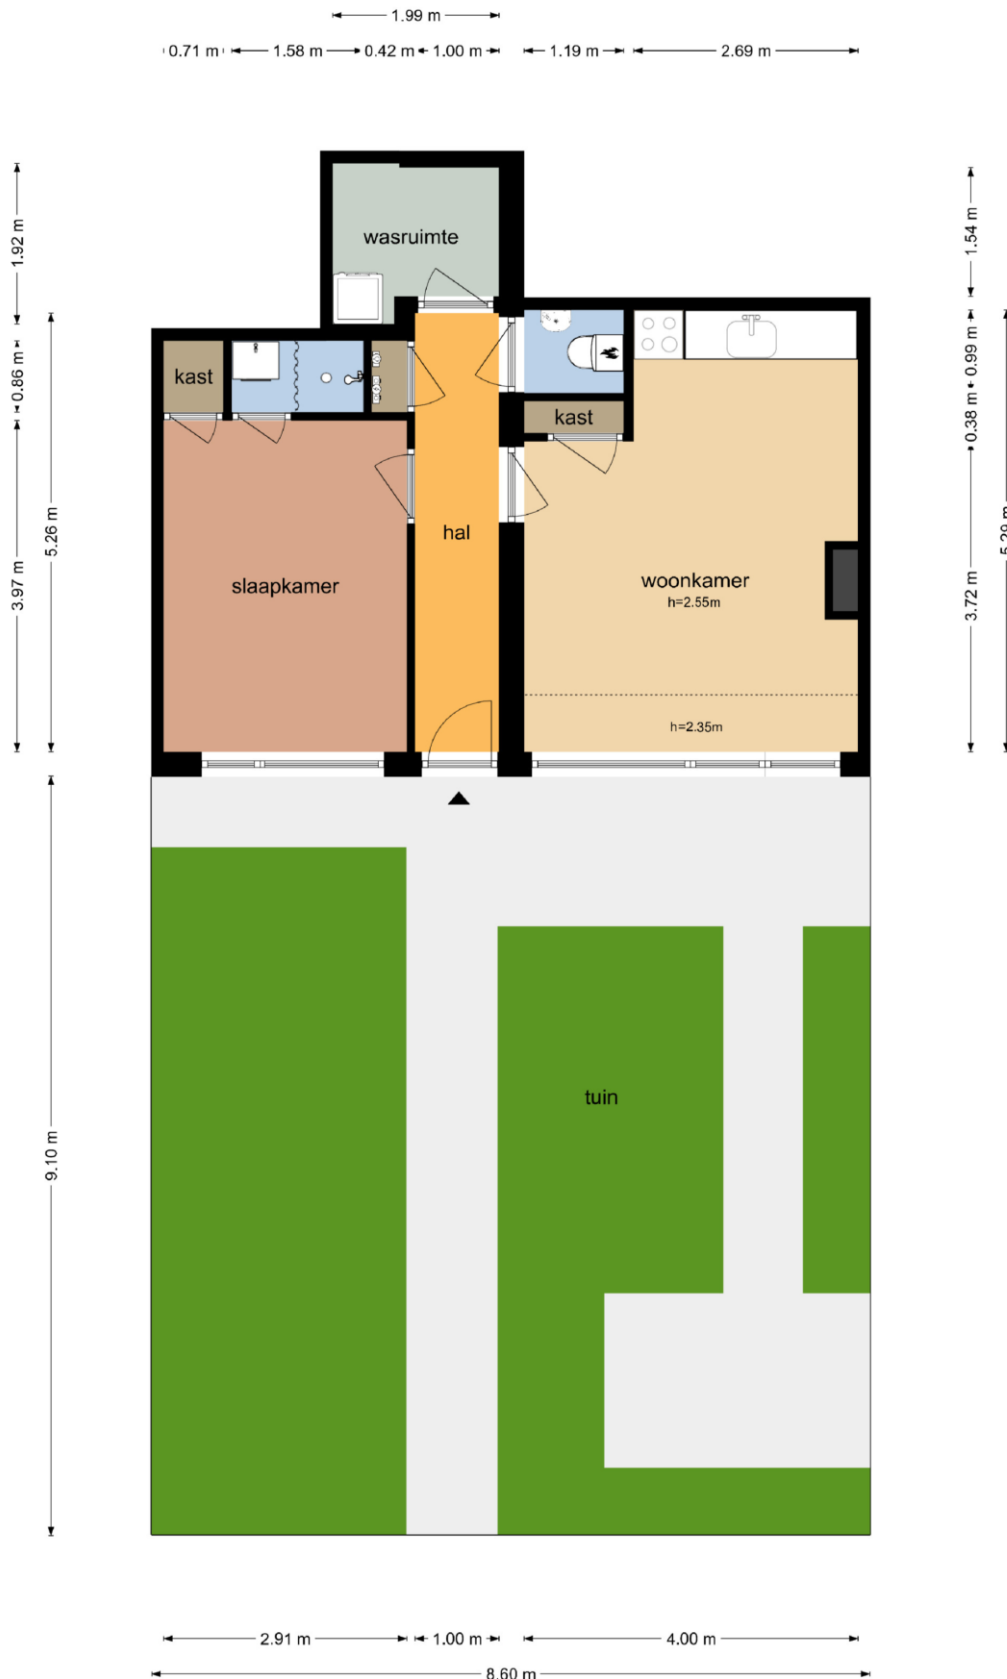 1.99 m
0.71 m
1.58 m
0.42 m
1.00 m
1.19 m
2.69 m
1.92 m
1.54 m
wasruimte
0.86 m
5.26 m
3.97 m
0.99 m
0.38 m
3.72 m
5.29 m
kast
kast
hal
slaapkamer
woonkamer
h=2.55m
h=2.35m
tuin
9.10 m
2.91 m
1.00 m
4.00 m
8.60 m